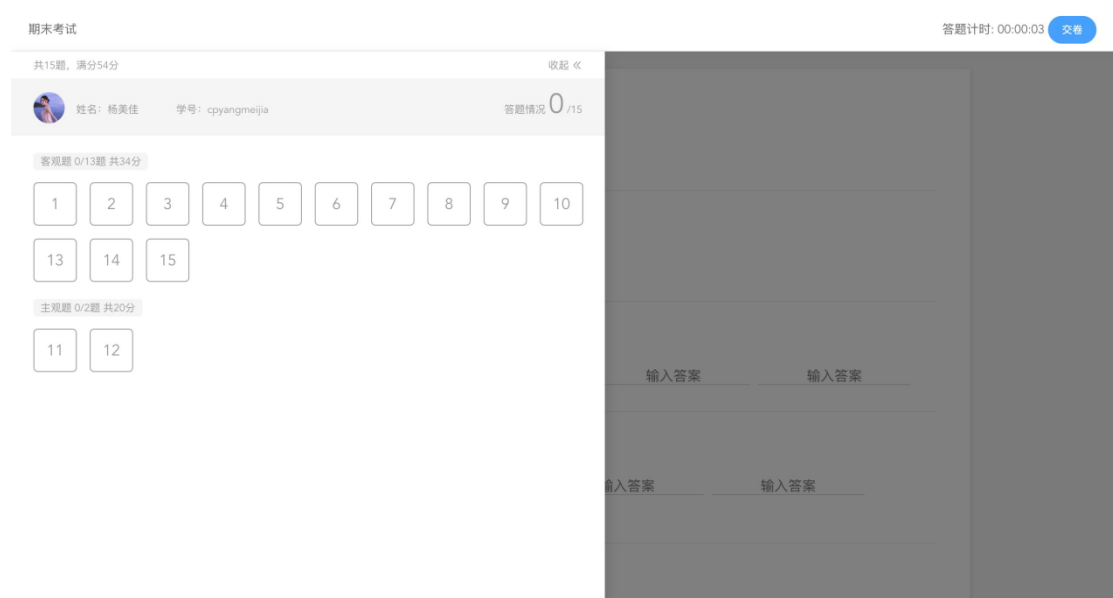 期末考试
答题计时: 00:00:03 交卷
共15题，满分54分 收起 《
姓名：杨美佳 学号：cpyangmeijia 答题情况 0 /15
客观题 0/13题 共34分
1 2 3 4 5 6 7 8 9 10
13 14 15
主观题 0/2题 共20分
11 12
输入答案 输入答案
输入答案 输入答案